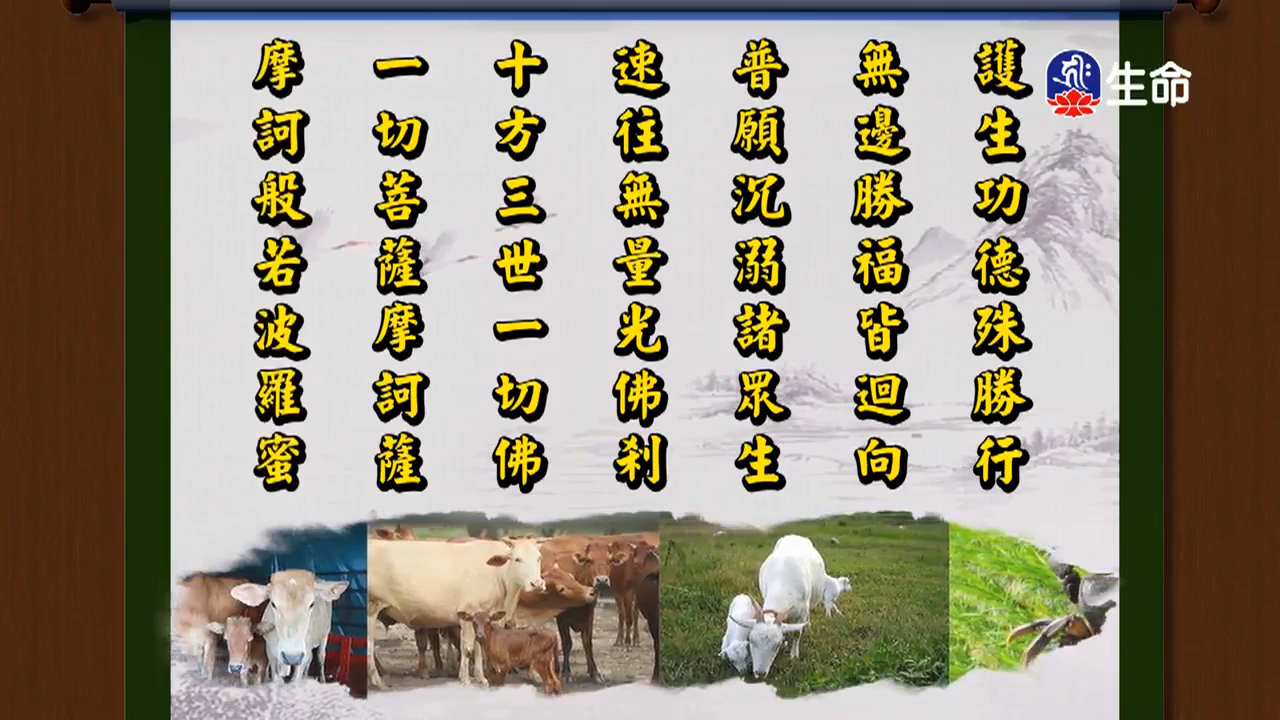 護生功德殊勝行
無邊勝福皆迴向
普願沉溺諸眾生
速往無量光佛剎
十方三世一切佛
一切菩薩摩訶薩
摩訶般若波羅蜜
生命